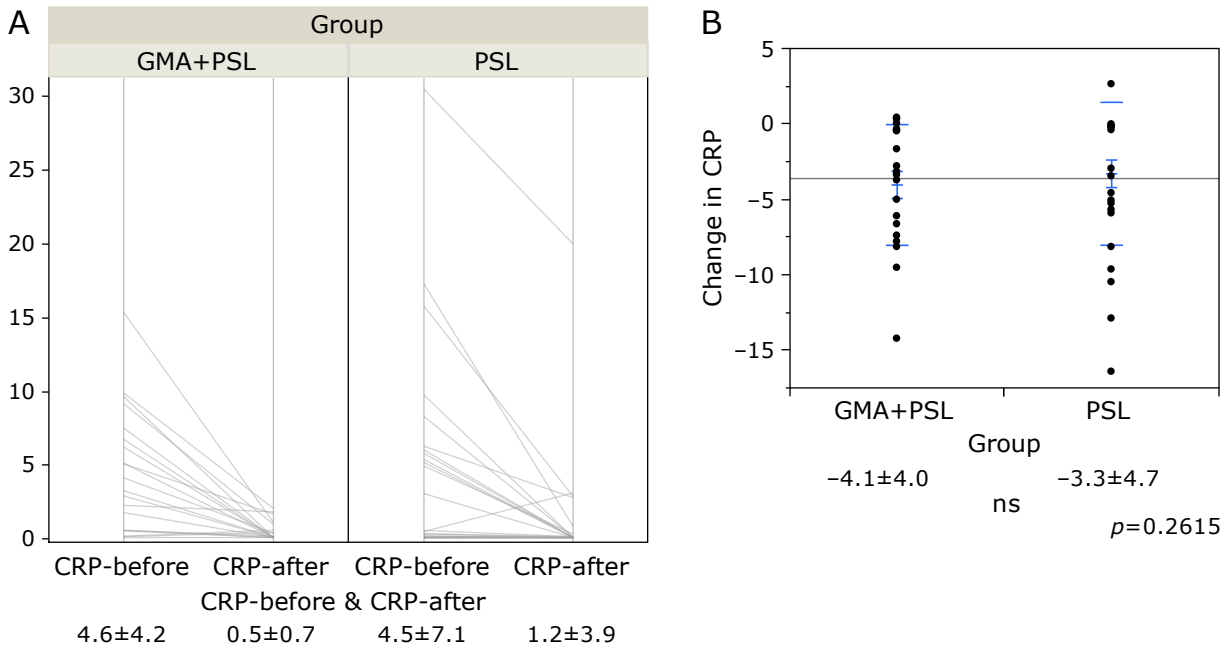 A
Group
GMA+PSL PSL
30
25
20
15
10
5
0
CRP-before CRP-after CRP-before CRP-after
CRP-before & CRP-after
4.6±4.2 0.5±0.7 4.5±7.1 1.2±3.9
B
Change in CRP
5
0
−5
−10
−15
GMA+PSL PSL
Group
−4.1±4.0 −3.3±4.7
ns
p=0.2615